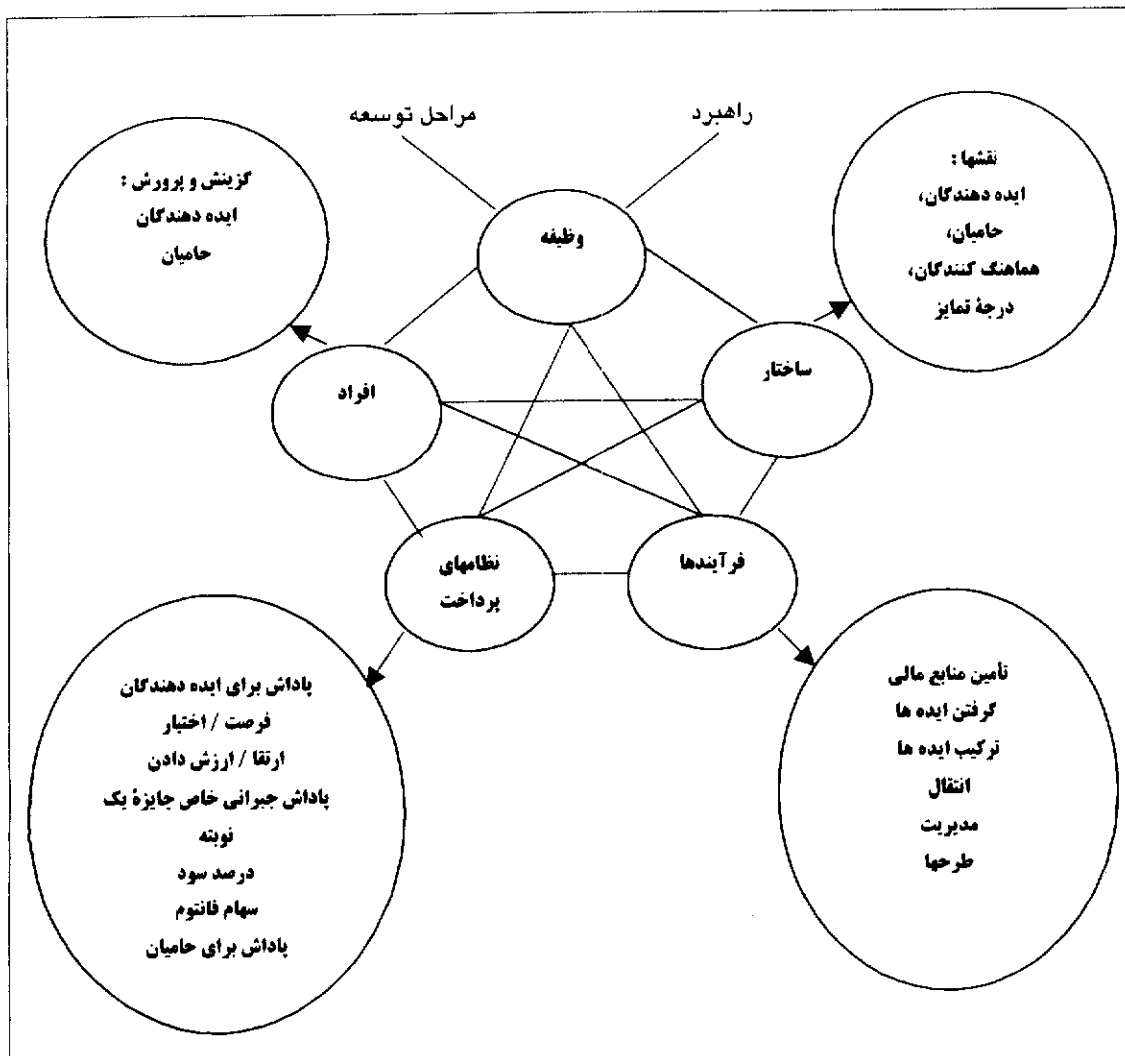 راهبرد
مراحل توسعه
نقشها :
ایده دهندگان،
حامیان،
هماهنگ کنندگان،
درجهٔ تمایز
گزینش و پرورش :
ایده دهندگان
حامیان
وظیفه
ساختار
افراد
فرآیندها
نظامهای
پرداخت
تأمین منابع مالی
گرفتن ایده ها
ترکیب ایده ها
انتقال
مدیریت
طرحها
پاداش برای ایده دهندگان
فرصت / اختیار
ارتقا / ارزش دادن
پاداش جبرانی خاص جایزهٔ یک
نوبته
درصد سود
سهام فانتوم
پاداش برای حامیان